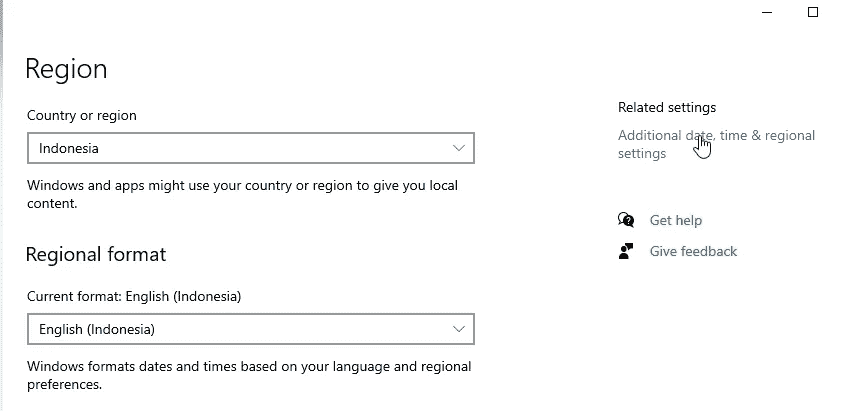 Region
Country or region
Indonesia
Windows and apps might use your country or region to give you local
content.
Regional format
Current format: English (Indonesia)
English (Indonesia)
Windows formats dates and times based on your language and regional
preferences.
Related settings
Additional date, time & regional
settings
Get help
Give feedback